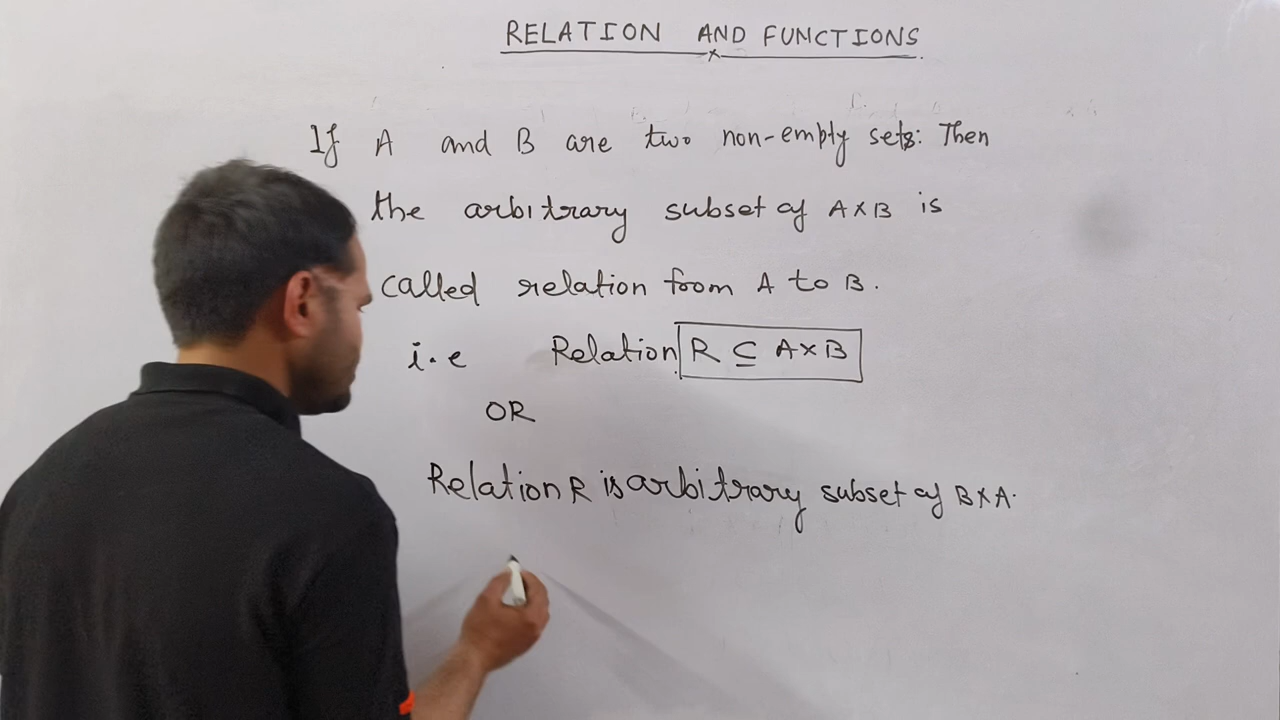 RELATION AND FUNCTIONS
If A and B are two non-empty sets: Then
the arbitrary subset of A×B is
called relation from A to B.
i.e Relation R ⊆ A×B
OR
Relation R is arbitrary subset of B×A.